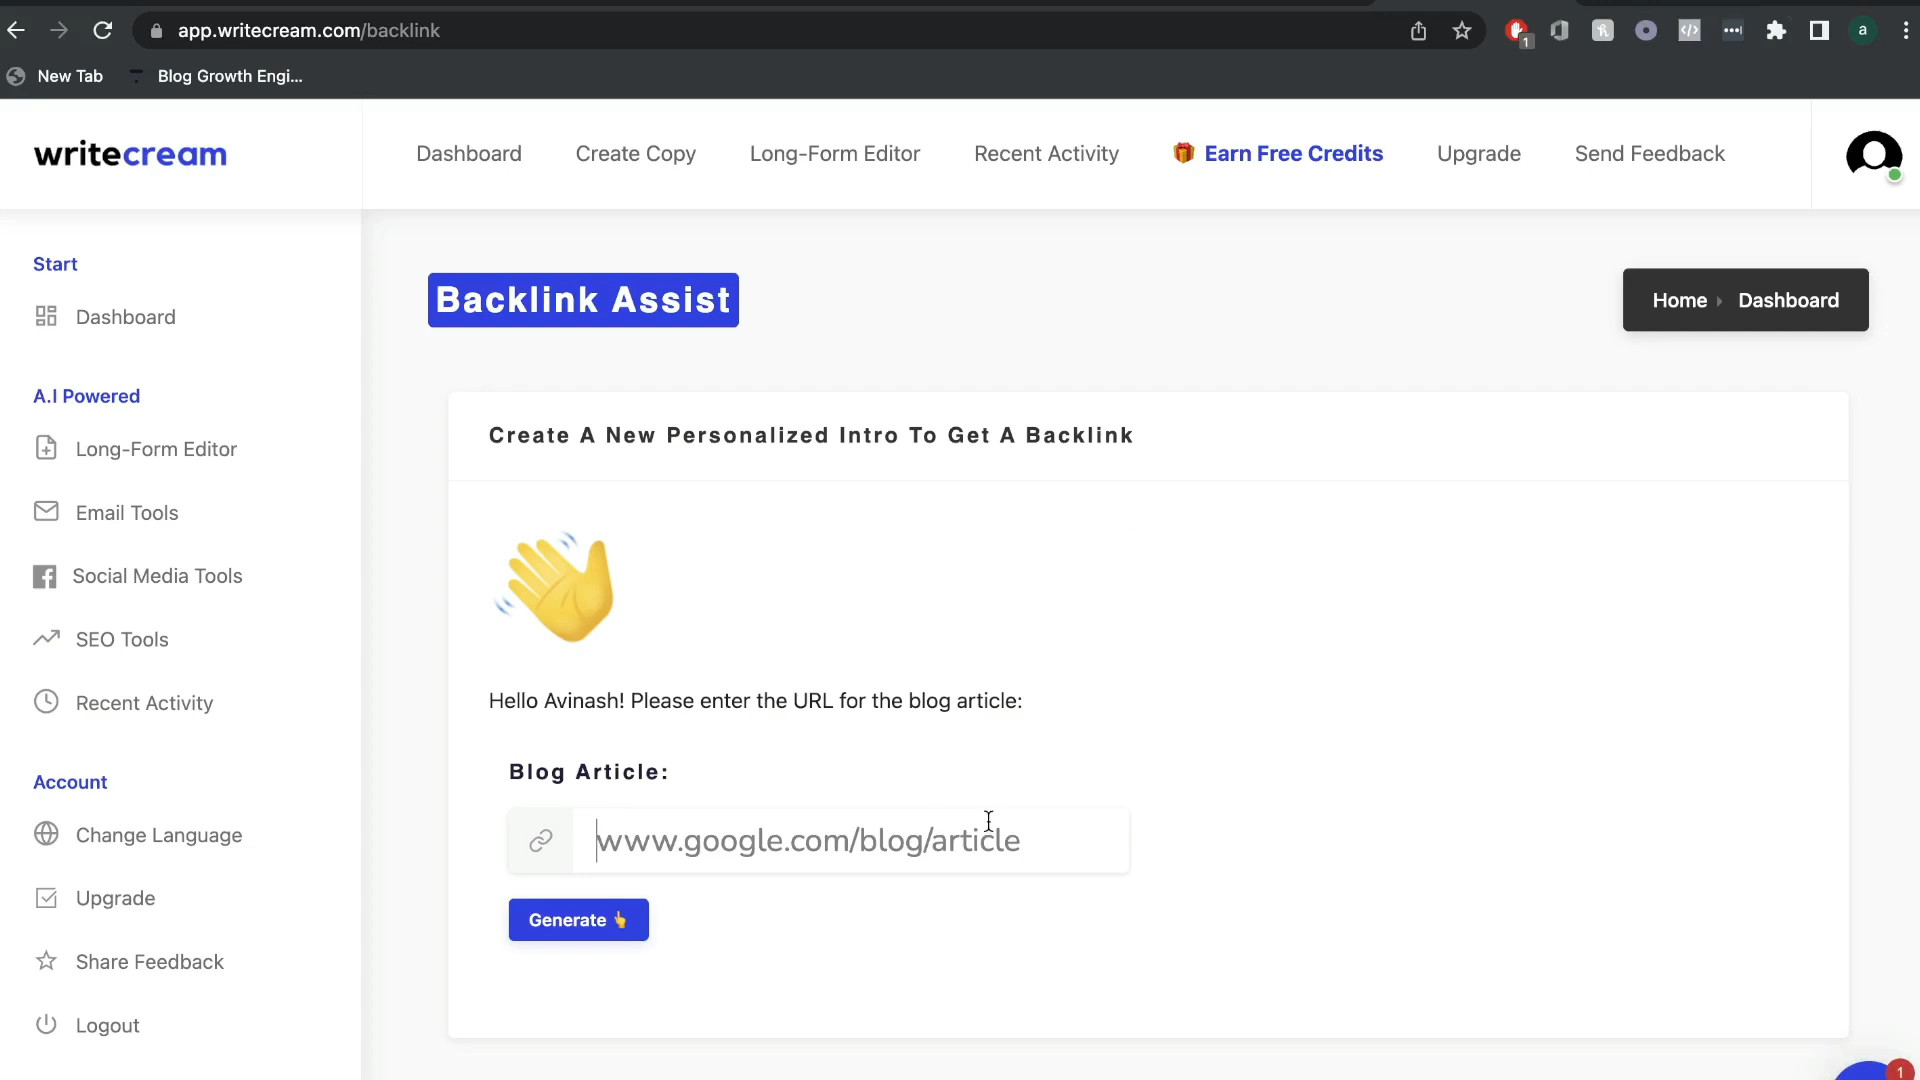 app.writecream.com/backlink
1
a
New Tab
Blog Growth Engi...
writecream
Dashboard
Create Copy
Long-Form Editor
Recent Activity
Earn Free Credits
Upgrade
Send Feedback
Start
Dashboard
A.I Powered
Long-Form Editor
Email Tools
Social Media Tools
SEO Tools
Recent Activity
Account
Change Language
Upgrade
Share Feedback
Logout
Backlink Assist
Home
Dashboard
Create A New Personalized Intro To Get A Backlink
Hello Avinash! Please enter the URL for the blog article:
Blog Article:
www.google.com/blog/article
Generate
1